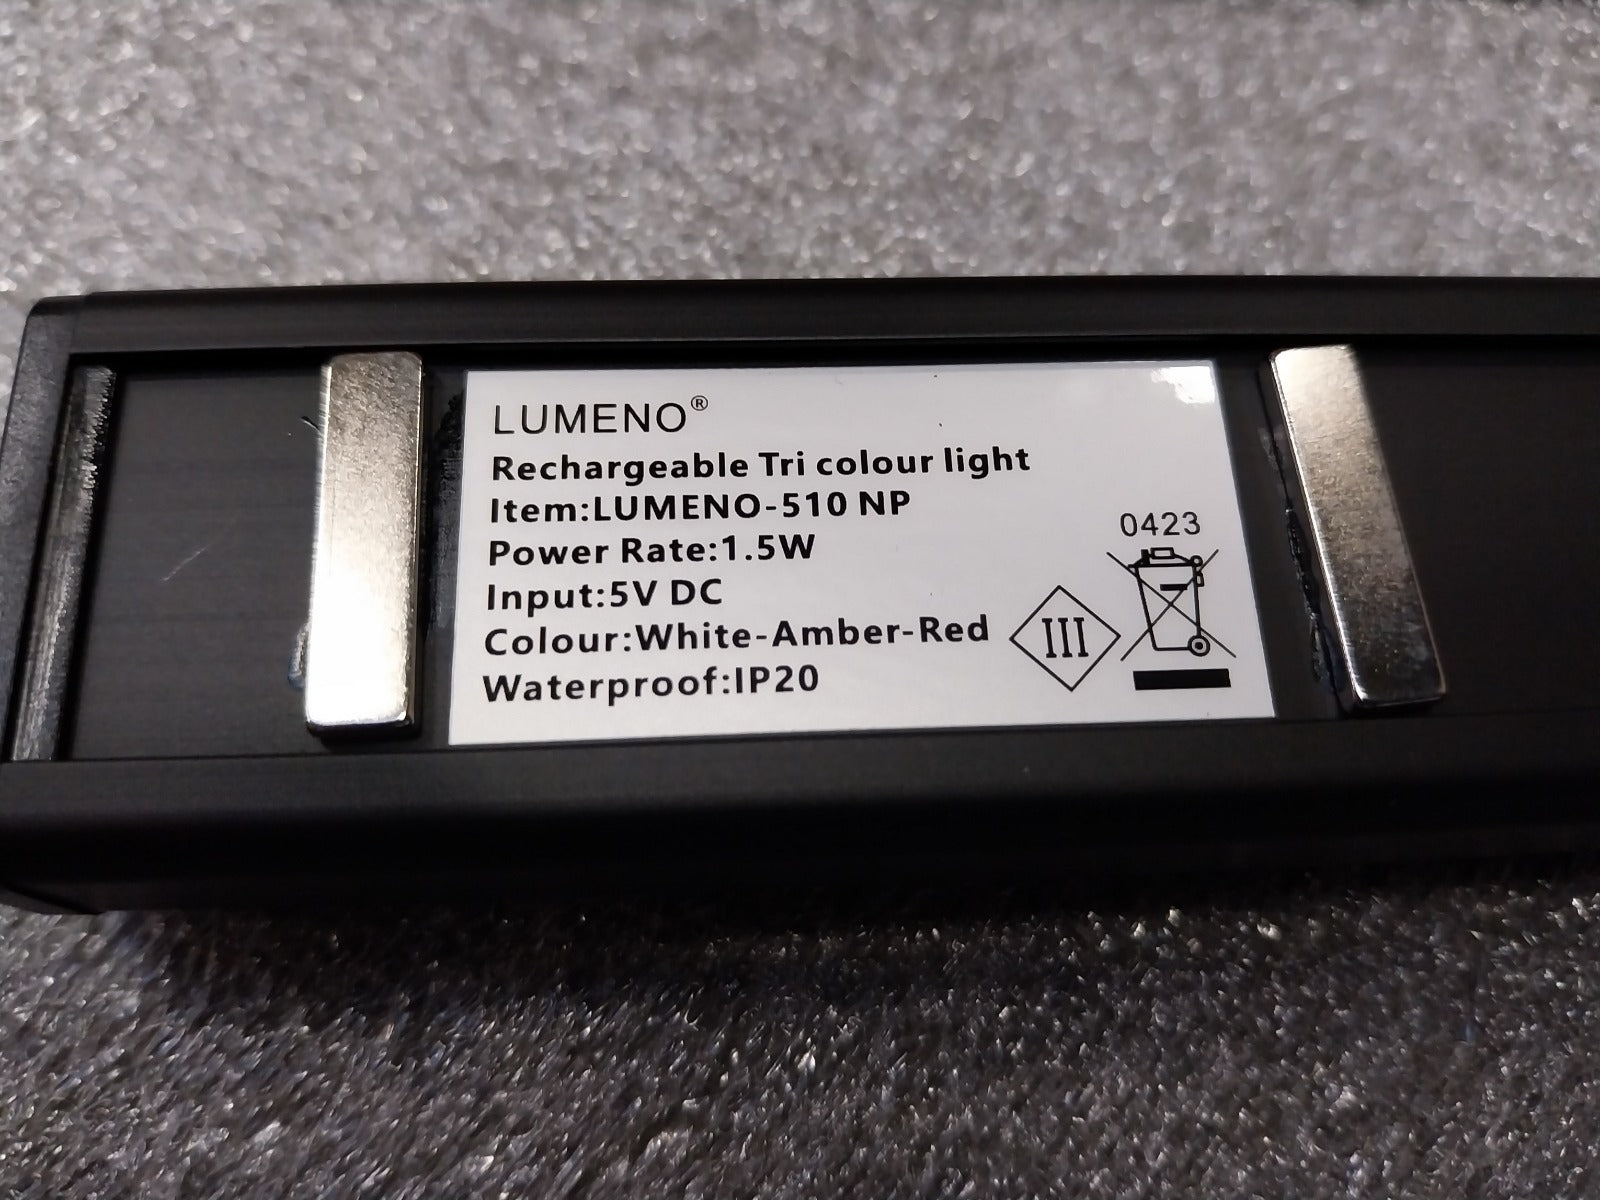 LUMENO®
Rechargeable Tri colour light
Item:LUMENO-510 NP
Power Rate:1.5W
Input:5V DC
Colour:White-Amber-Red
Waterproof:IP20
0423
III